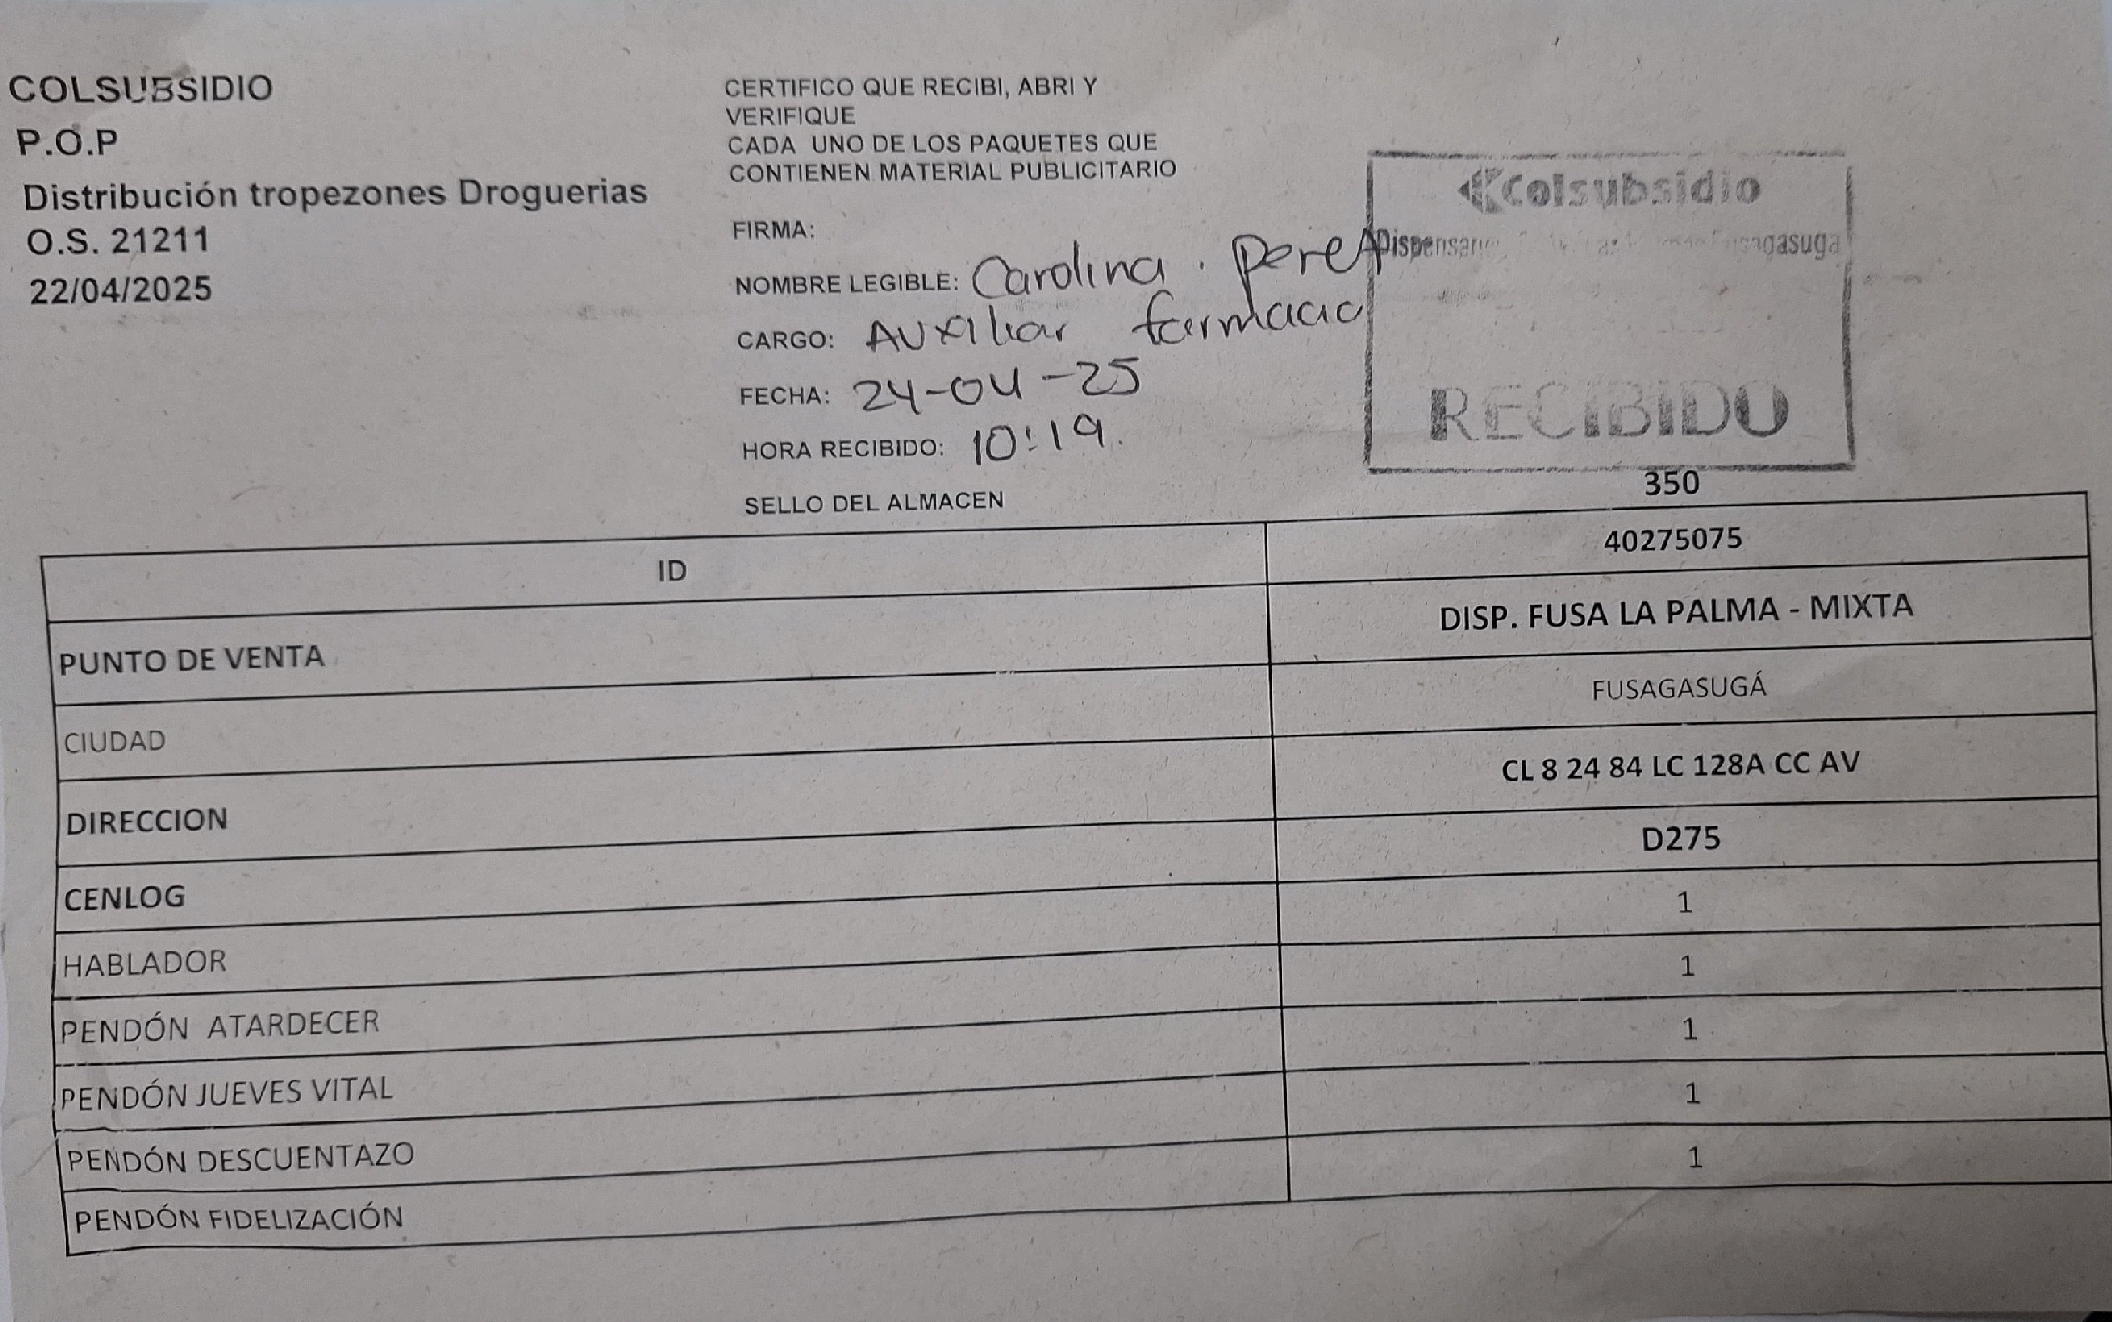 COLSUBSIDIO
P.O.P
Distribución tropezones Droguerias
O.S. 21211
22/04/2025
CERTIFICO QUE RECIBI, ABRI Y
VERIFIQUE
CADA UNO DE LOS PAQUETES QUE
CONTIENEN MATERIAL PUBLICITARIO
FIRMA:
NOMBRE LEGIBLE: Carolina Perez
CARGO: Auxiliar farmacia
FECHA: 24-04-25
HORA RECIBIDO: 10:19.
SELLO DEL ALMACEN
Colsubsidio
Fusagasuga
RECIBIDO
350
ID 40275075
PUNTO DE VENTA DISP. FUSA LA PALMA - MIXTA
CIUDAD FUSAGASUGÁ
DIRECCION CL 8 24 84 LC 128A CC AV
CENLOG D275
HABLADOR 1
PENDÓN ATARDECER 1
PENDÓN JUEVES VITAL 1
PENDÓN DESCUENTAZO 1
PENDÓN FIDELIZACIÓN 1